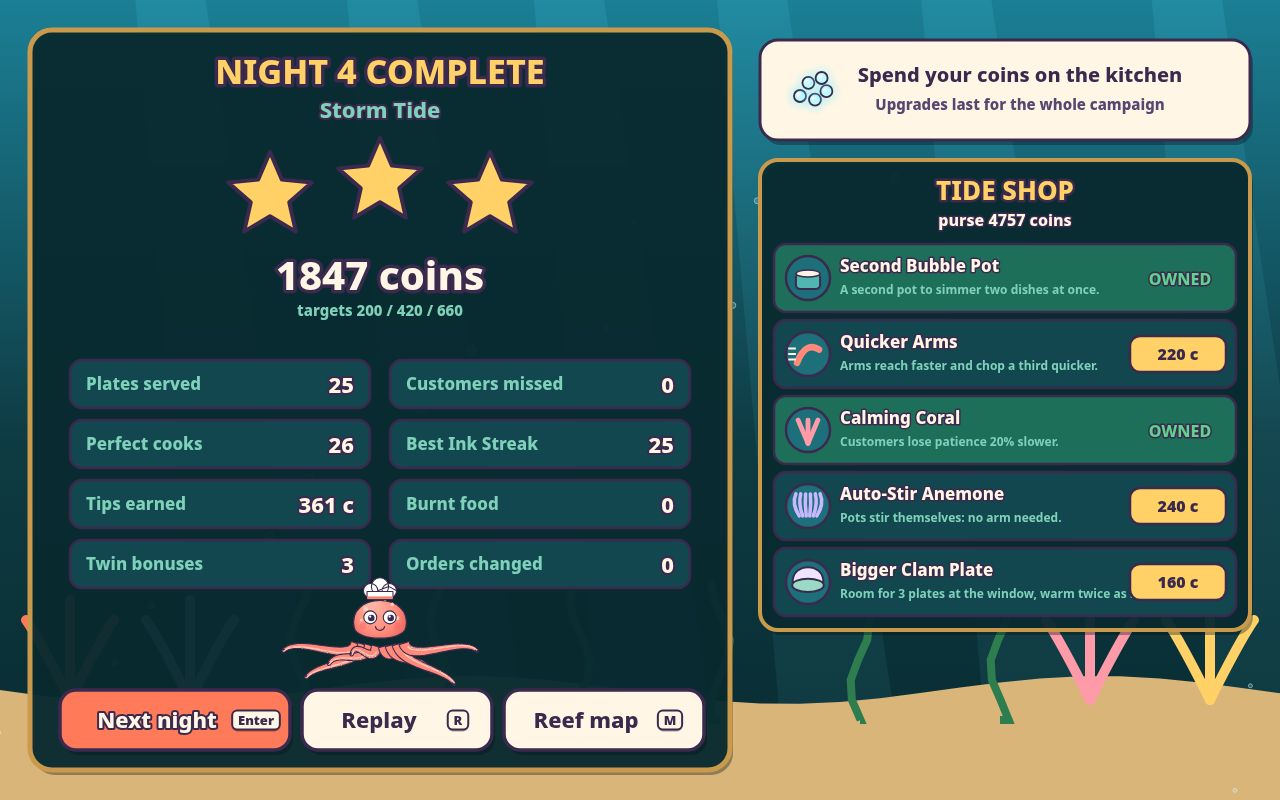 NIGHT 4 COMPLETE
Storm Tide
1847 coins
targets 200 / 420 / 660
Plates served 25
Customers missed 0
Perfect cooks 26
Best Ink Streak 25
Tips earned 361 c
Burnt food 0
Twin bonuses 3
Orders changed 0
Next night Enter
Replay R
Reef map M
Spend your coins on the kitchen
Upgrades last for the whole campaign
TIDE SHOP
purse 4757 coins
Second Bubble Pot
A second pot to simmer two dishes at once.
OWNED
Quicker Arms
Arms reach faster and chop a third quicker.
220 c
Calming Coral
Customers lose patience 20% slower.
OWNED
Auto-Stir Anemone
Pots stir themselves: no arm needed.
240 c
Bigger Clam Plate
Room for 3 plates at the window, warm twice as
160 c